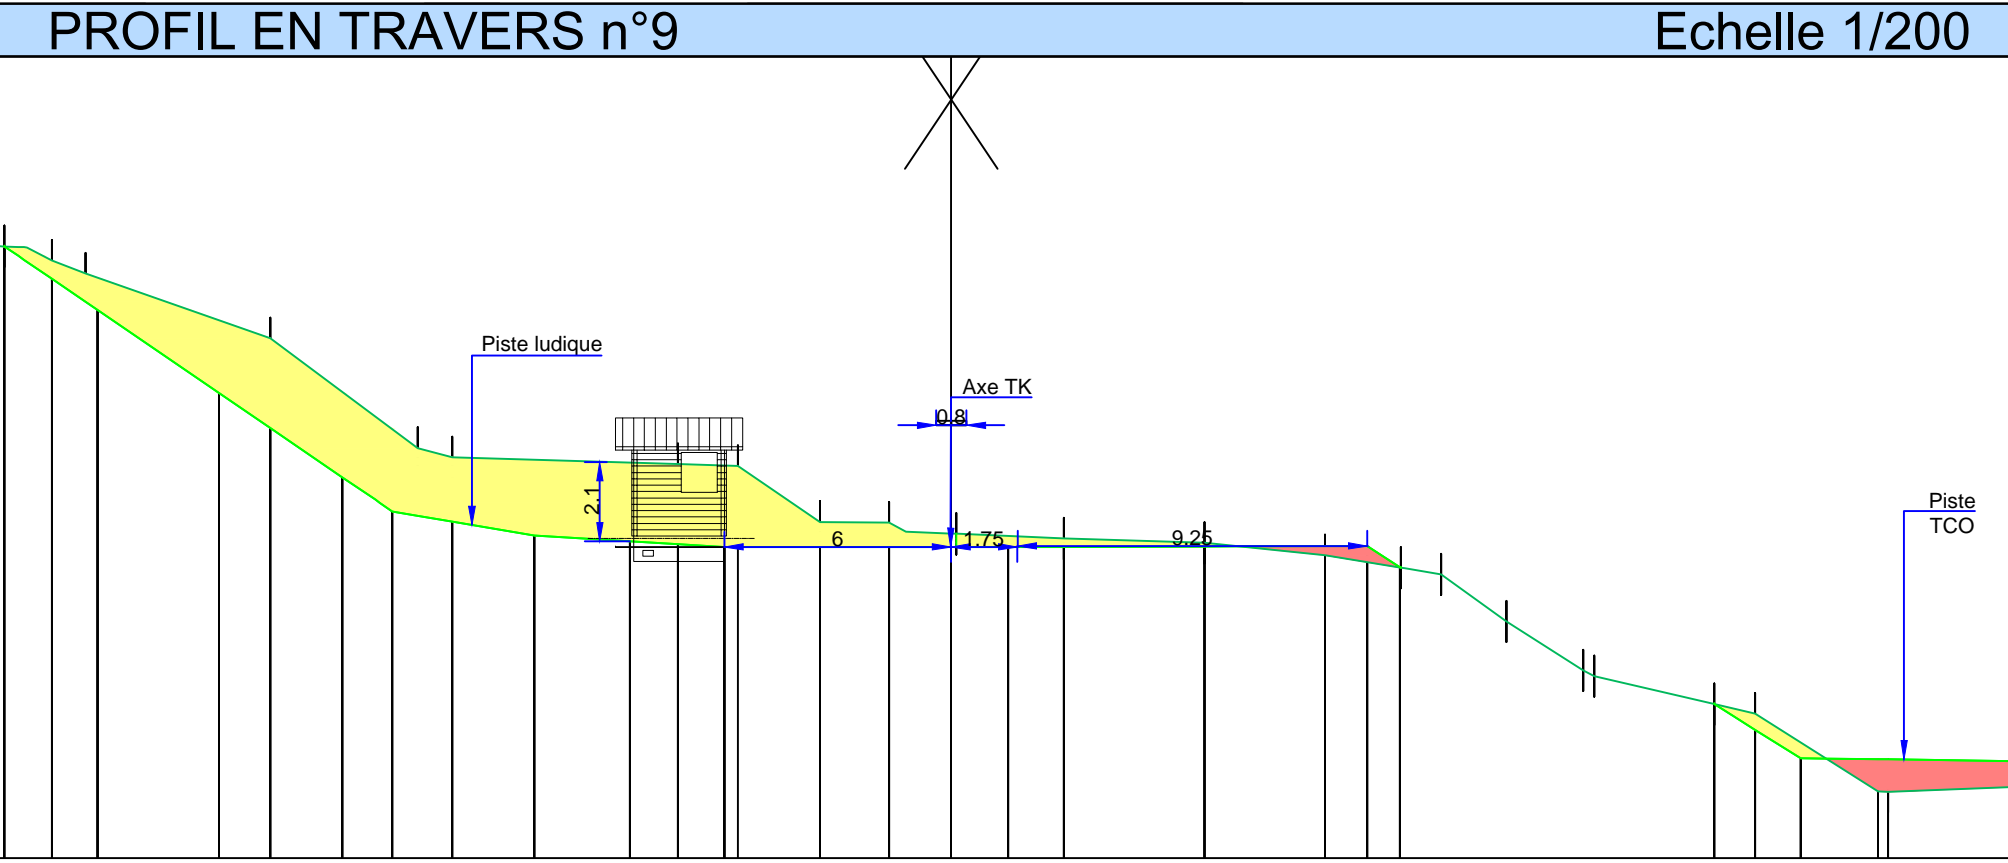 PROFIL EN TRAVERS n°9 Echelle 1/200
Piste ludique
Axe TK
0.8
2.1
6
1.75
9.25
Piste
TCO